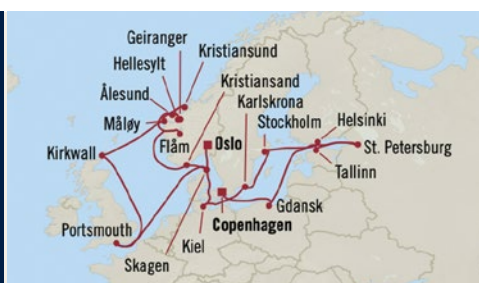 Geiranger
Kristiansund
Hellesylt
Kristiansand
Ålesund
Karlskrona
Måløy
Stockholm
Helsinki
Flåm
Oslo
St. Petersburg
Kirkwall
Tallinn
Gdansk
Portsmouth
Copenhagen
Kiel
Skagen